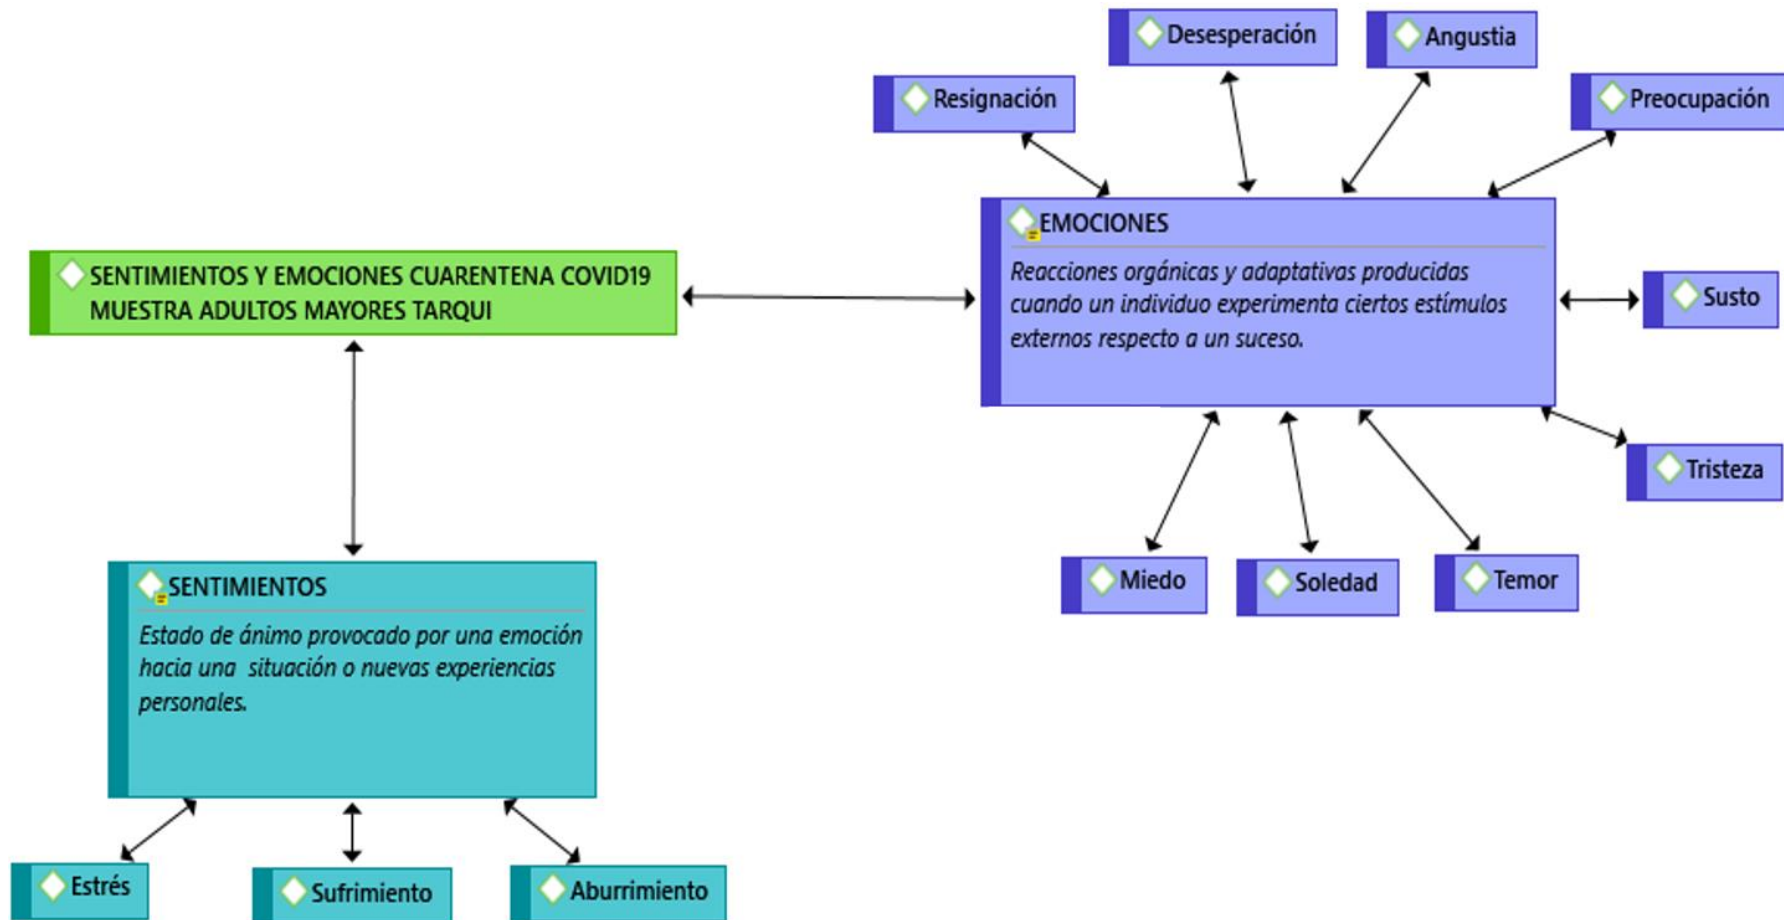 Desesperación
Angustia
Resignación
Preocupación
EMOCIONES
Reacciones orgánicas y adaptativas producidas
cuando un individuo experimenta ciertos estímulos
externos respecto a un suceso.
SENTIMIENTOS Y EMOCIONES CUARENTENA COVID19
MUESTRA ADULTOS MAYORES TARQUI
Susto
Tristeza
Miedo
Soledad
Temor
SENTIMIENTOS
Estado de ánimo provocado por una emoción
hacia una situación o nuevas experiencias
personales.
Estrés
Sufrimiento
Aburrimiento